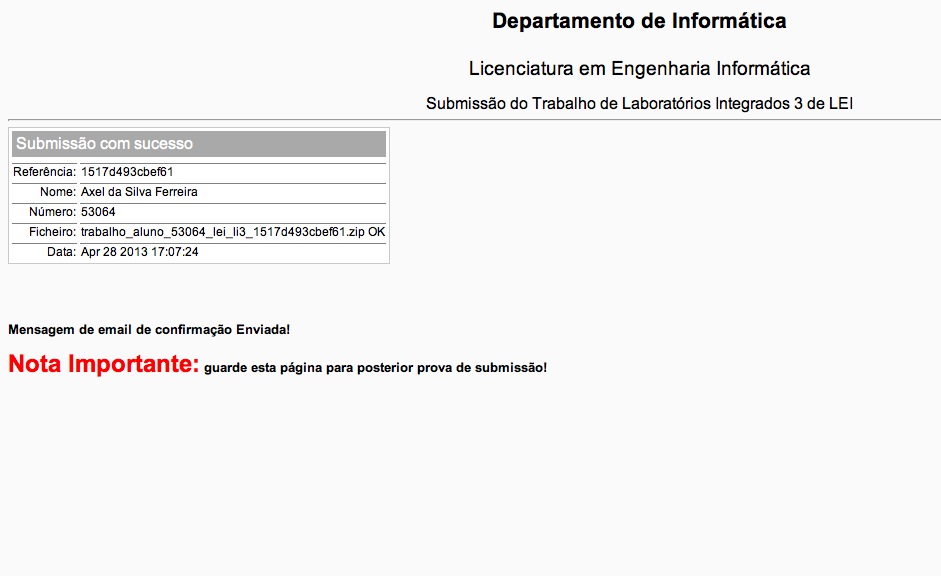 Departamento de Informática
Licenciatura em Engenharia Informática
Submissão do Trabalho de Laboratórios Integrados 3 de LEI
Submissão com sucesso
Referência: 1517d493cbef61
Nome: Axel da Silva Ferreira
Número: 53064
Ficheiro: trabalho_aluno_53064_lei_li3_1517d493cbef61.zip OK
Data: Apr 28 2013 17:07:24
Mensagem de email de confirmação Enviada!
Nota Importante: guarde esta página para posterior prova de submissão!